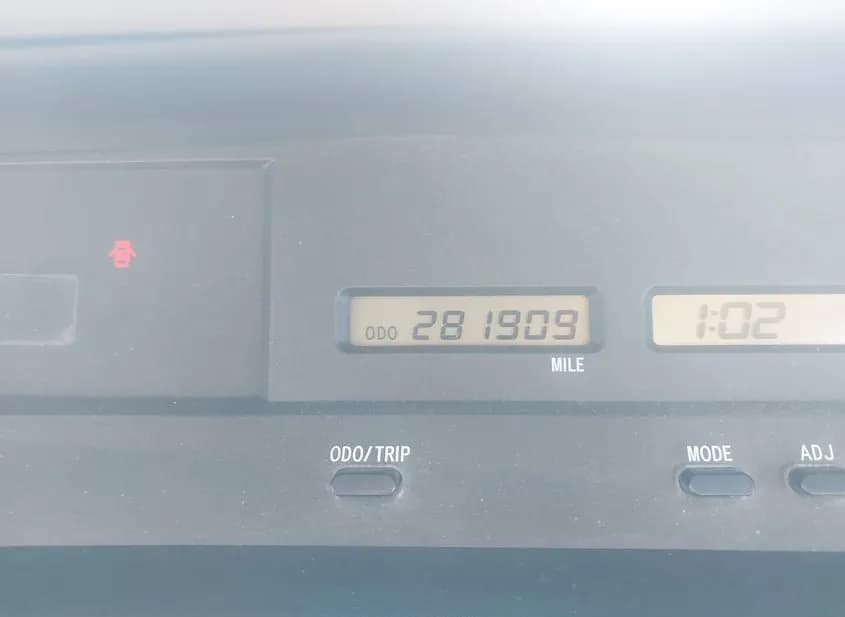 ODO 281909
1:02
MILE
ODO/TRIP
MODE
ADJ